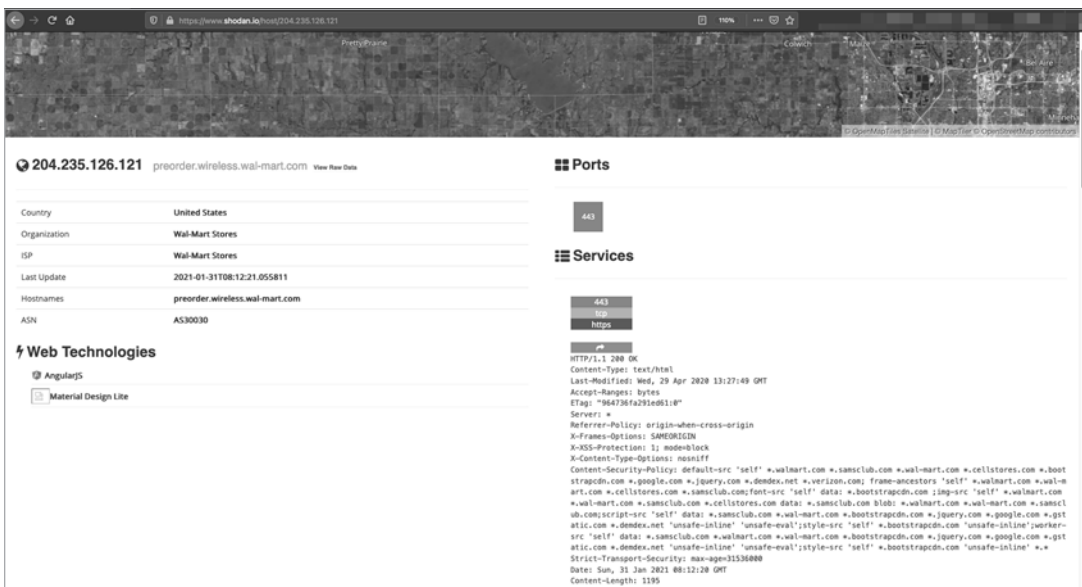 https://www.shodan.io/host/204.235.126.121
110%
Pretty Prairie
Colwich
Maize
Bel Aire
© OpenMapTiles Satellite | © MapTiler © OpenStreetMap contributors
204.235.126.121 preorder.wireless.wal-mart.com View Raw Data
Country United States
Organization Wal-Mart Stores
ISP Wal-Mart Stores
Last Update 2021-01-31T08:12:21.055811
Hostnames preorder.wireless.wal-mart.com
ASN AS30030
Web Technologies
AngularJS
Material Design Lite
Ports
443
Services
443
tcp
https
HTTP/1.1 200 OK
Content-Type: text/html
Last-Modified: Wed, 29 Apr 2020 13:27:49 GMT
Accept-Ranges: bytes
ETag: "964736fa291ed61:0"
Server: *
Referrer-Policy: origin-when-cross-origin
X-Frames-Options: SAMEORIGIN
X-XSS-Protection: 1; mode=block
X-Content-Type-Options: nosniff
Content-Security-Policy: default-src 'self' *.walmart.com *.samsclub.com *.wal-mart.com *.cellstores.com *.boot
strapcdn.com *.google.com *.jquery.com *.demdex.net *.verizon.com; frame-ancestors 'self' *.walmart.com *.wal-m
art.com *.cellstores.com *.samsclub.com;font-src 'self' data: *.bootstrapcdn.com ;img-src 'self' *.walmart.com
*.wal-mart.com *.samsclub.com *.cellstores.com data: *.samsclub.com blob: *.walmart.com *.wal-mart.com *.samscl
ub.com;script-src 'self' data: *.samsclub.com *.wal-mart.com *.bootstrapcdn.com *.jquery.com *.google.com *.gst
atic.com *.demdex.net 'unsafe-inline' 'unsafe-eval';style-src 'self' *.bootstrapcdn.com 'unsafe-inline';worker-
src 'self' data: *.samsclub.com *.walmart.com *.wal-mart.com *.bootstrapcdn.com *.jquery.com *.google.com *.gst
atic.com *.demdex.net 'unsafe-inline' 'unsafe-eval';style-src 'self' *.bootstrapcdn.com 'unsafe-inline' *.*
Strict-Transport-Security: max-age=31536000
Date: Sun, 31 Jan 2021 08:12:20 GMT
Content-Length: 1195